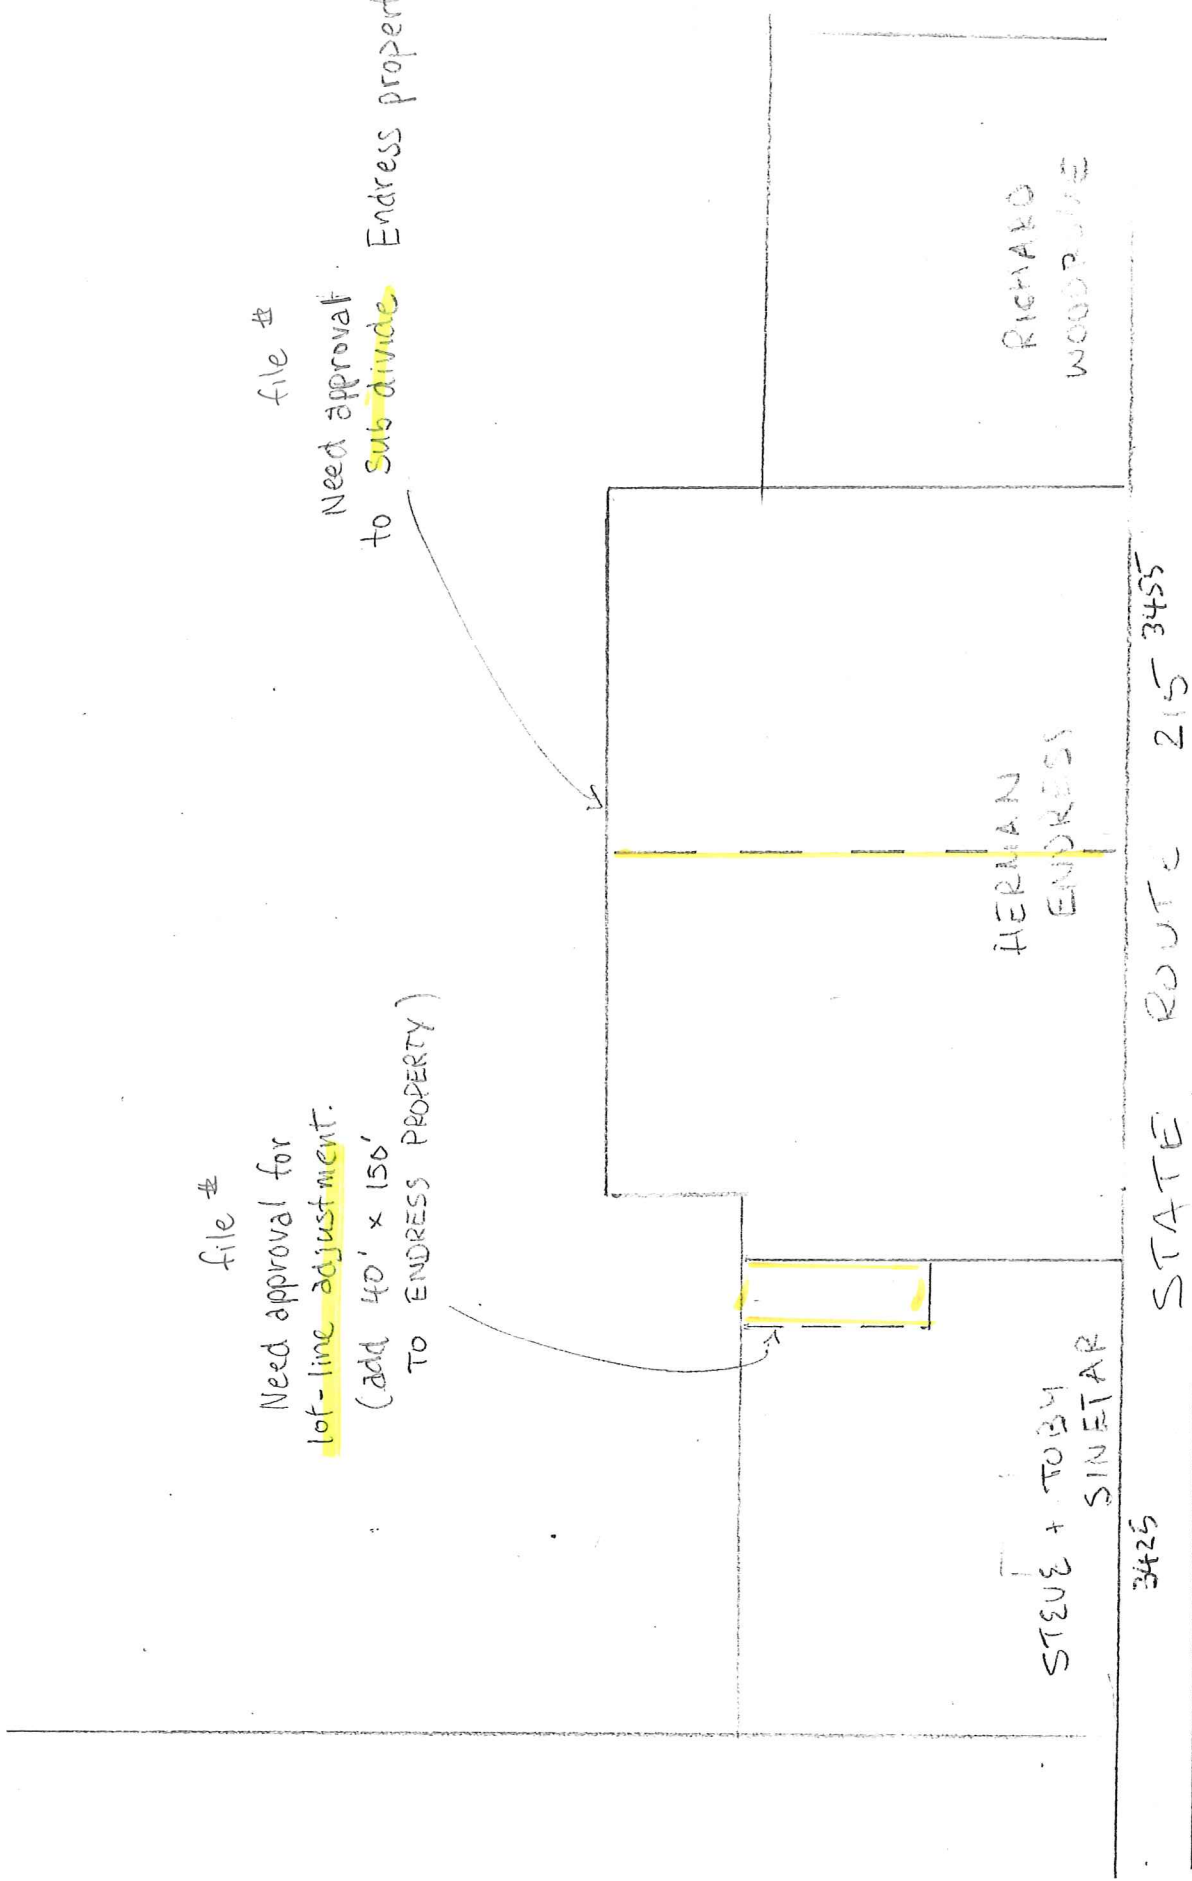 file #
Need approval for
lot-line adjustment.
(add 40' x 150'
TO ENDRESS PROPERTY)
file #
Need approval
to sub divide Endress propert
STEVE + TOBY
SINETAR
HERMAN
ENDRESS
RICHARD
3425
STATE ROUTE 215 3455